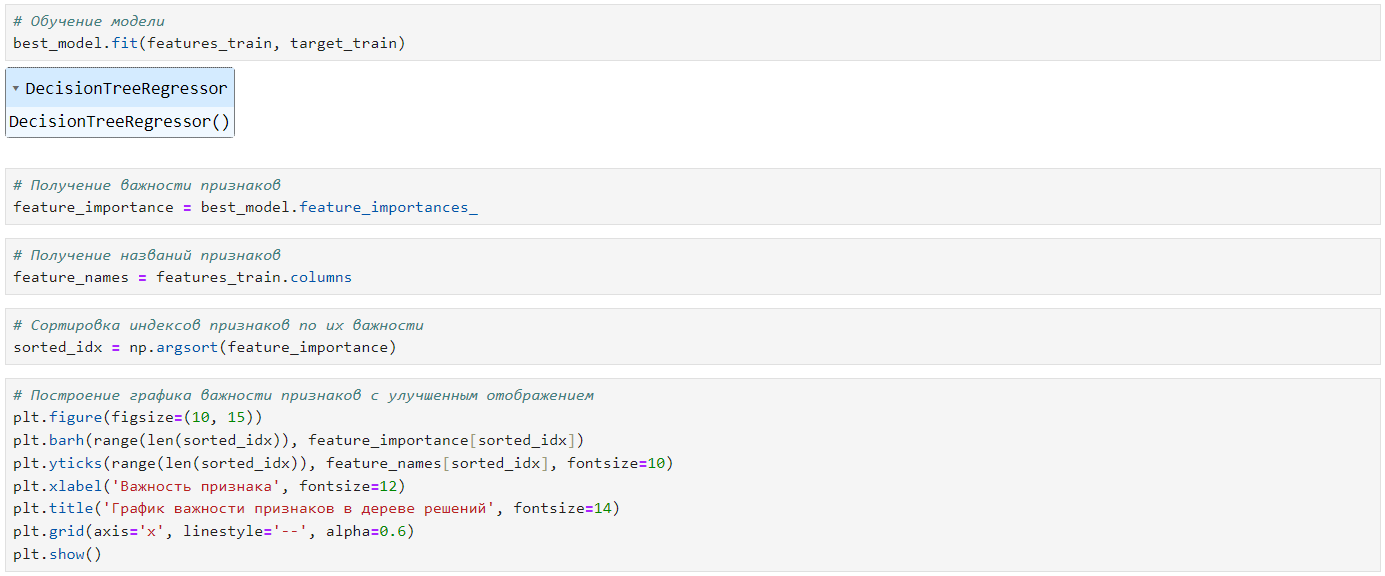 # Обучение модели
best_model.fit(features_train, target_train)
▾ DecisionTreeRegressor
DecisionTreeRegressor()
# Получение важности признаков
feature_importance = best_model.feature_importances_
# Получение названий признаков
feature_names = features_train.columns
# Сортировка индексов признаков по их важности
sorted_idx = np.argsort(feature_importance)
# Построение графика важности признаков с улучшенным отображением
plt.figure(figsize=(10, 15))
plt.barh(range(len(sorted_idx)), feature_importance[sorted_idx])
plt.yticks(range(len(sorted_idx)), feature_names[sorted_idx], fontsize=10)
plt.xlabel('Важность признака', fontsize=12)
plt.title('График важности признаков в дереве решений', fontsize=14)
plt.grid(axis='x', linestyle='--', alpha=0.6)
plt.show()